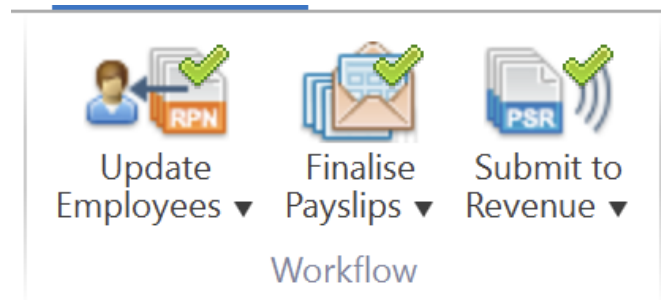 RPN
PSR
Update Employees ▼
Finalise Payslips ▼
Submit to Revenue ▼
Workflow